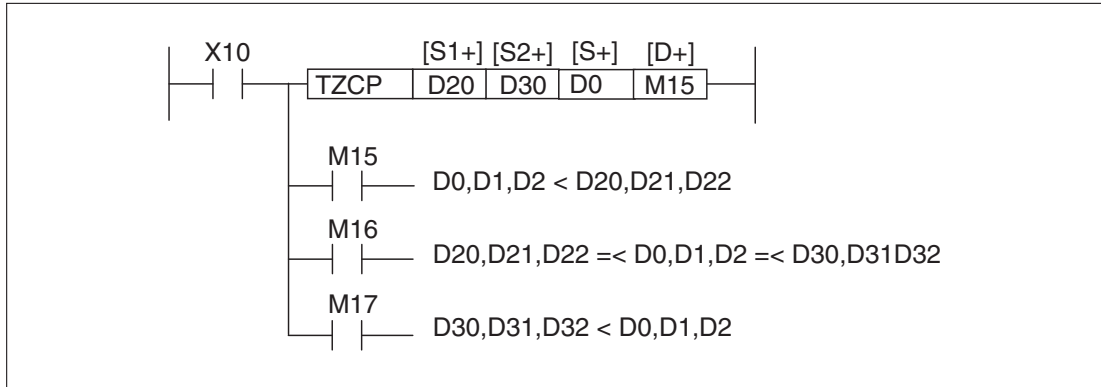 X10 [S1+] [S2+] [S+] [D+]
TZCP D20 D30 D0 M15
M15
D0,D1,D2 < D20,D21,D22
M16
D20,D21,D22 =< D0,D1,D2 =< D30,D31D32
M17
D30,D31,D32 < D0,D1,D2